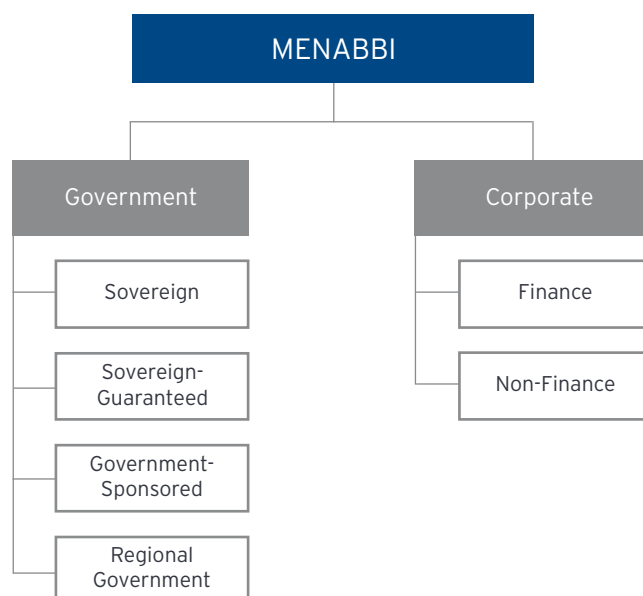 MENABBI
Government
Corporate
Sovereign
Finance
Sovereign-
Guaranteed
Non-Finance
Government-
Sponsored
Regional
Government